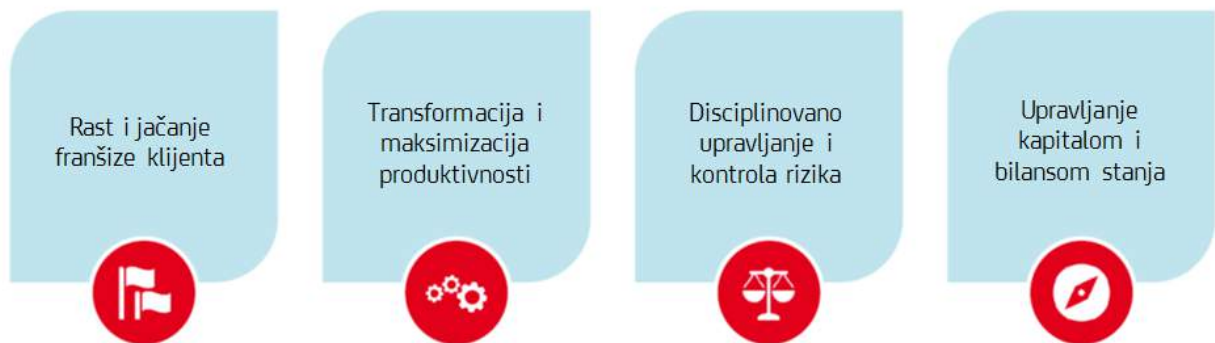 Rast i jačanje
franšize klijenta
Transformacija i
maksimizacija
produktivnosti
Disciplinovano
upravljanje i
kontrola rizika
Upravljanje
kapitalom i
bilansom stanja